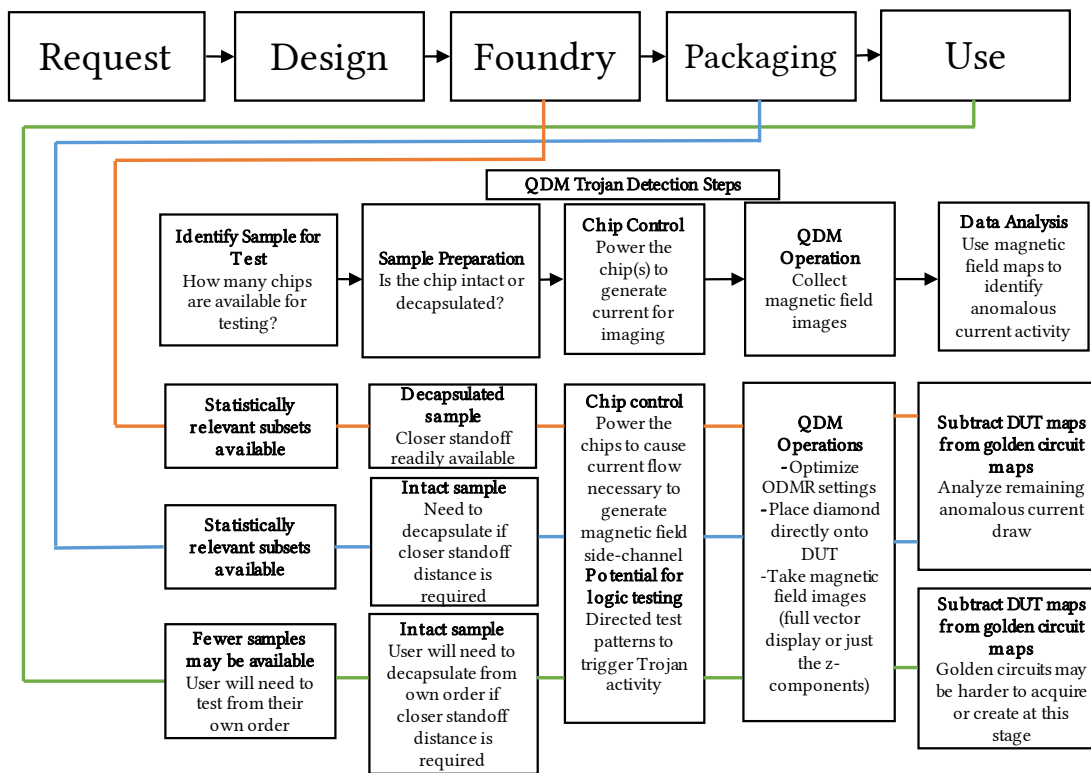 Request
Design
Foundry
Packaging
Use
QDM Trojan Detection Steps
Identify Sample for
Test
How many chips
are available for
testing?
Sample Preparation
Is the chip intact or
decapsulated?
Chip Control
Power the
chip(s) to
generate
current for
imaging
QDM
Operation
Collect
magnetic field
images
Data Analysis
Use magnetic
field maps to
identify
anomalous
current activity
Statistically
relevant subsets
available
Decapsulated
sample
Closer standoff
readily available
Statistically
relevant subsets
available
Intact sample
Need to
decapsulate if
closer standoff
distance is
required
Fewer samples
may be available
User will need to
test from their
own order
Intact sample
User will need to
decapsulate from
own order if
closer standoff
distance is
required
Chip control
Power the
chips to cause
current flow
necessary to
generate
magnetic field
side-channel
Potential for
logic testing
Directed test
patterns to
trigger Trojan
activity
QDM
Operations
-Optimize
ODMR settings
-Place diamond
directly onto
DUT
-Take magnetic
field images
(full vector
display or just
the z-
components)
Subtract DUT maps
from golden circuit
maps
Analyze remaining
anomalous current
draw
Subtract DUT maps
from golden circuit
maps
Golden circuits may
be harder to acquire
or create at this
stage